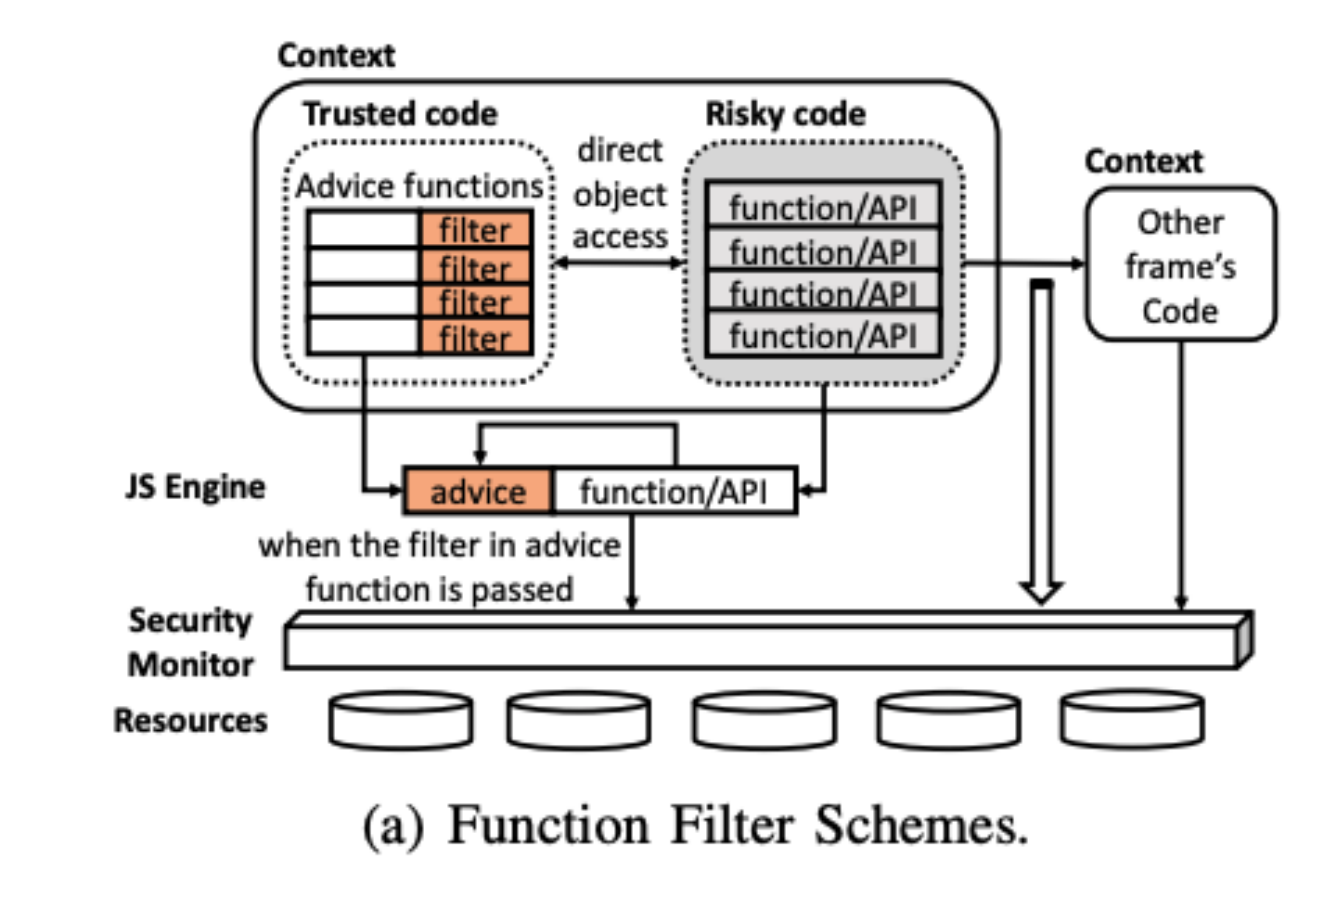 Context
Trusted code
Risky code
Advice functions
filter
filter
filter
filter
direct
object
access
function/API
function/API
function/API
function/API
Context
Other
frame's
Code
JS Engine
advice
function/API
when the filter in advice
function is passed
Security
Monitor
Resources
(a) Function Filter Schemes.